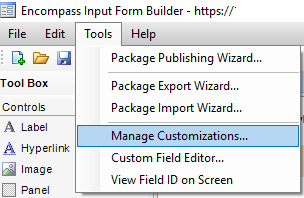 Encompass Input Form Builder - https://
File Edit Tools Help
Package Publishing Wizard...
Tool Box
Package Export Wizard...
Controls
Package Import Wizard...
A Label
Manage Customizations...
Hyperlink
Custom Field Editor...
Image
View Field ID on Screen
Panel